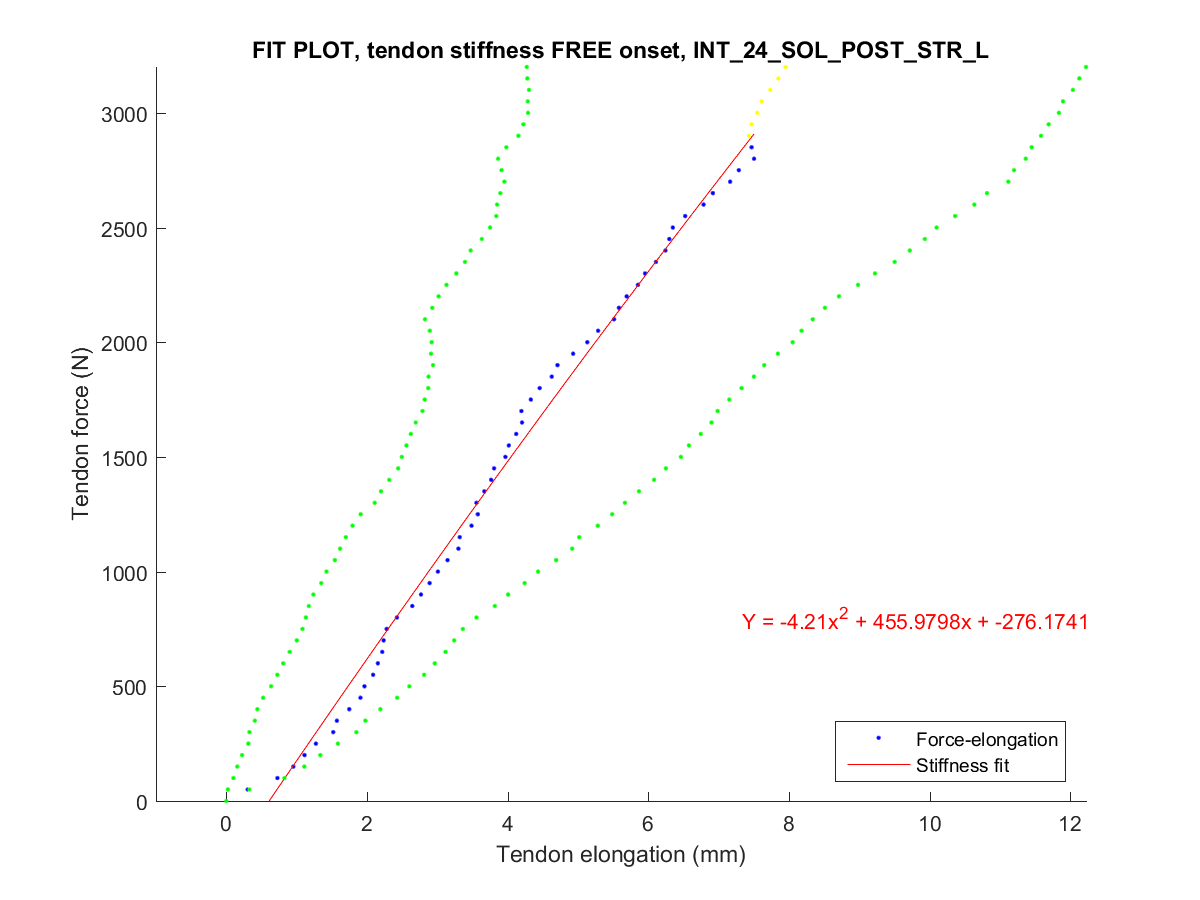 FIT PLOT, tendon stiffness FREE onset, INT_24_SOL_POST_STR_L
3000
2500
2000
1500
1000
500
0
Tendon force (N)
Y = -4.21x² + 455.9798x + -276.1741
Force-elongation
Stiffness fit
0 2 4 6 8 10 12
Tendon elongation (mm)